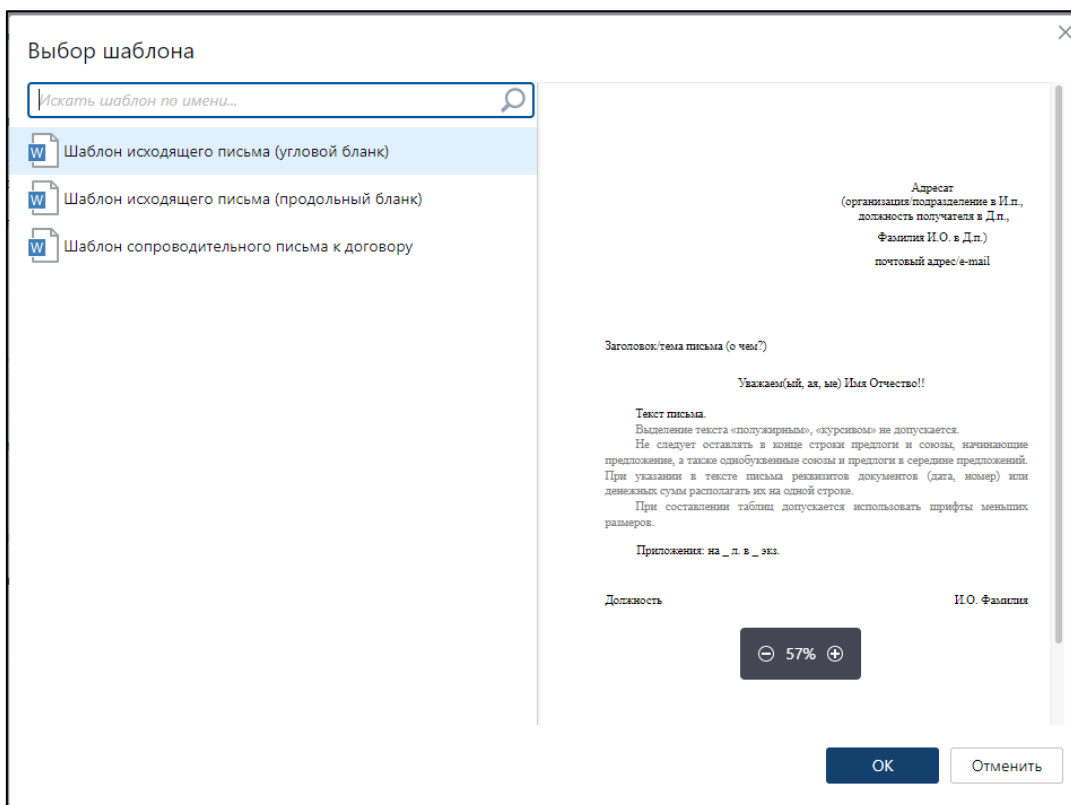 Выбор шаблона
Искать шаблон по имени...
W Шаблон исходящего письма (угловой бланк)
W Шаблон исходящего письма (продольный бланк)
W Шаблон сопроводительного письма к договору
Адресат
(организация/подразделение в И.п.,
должность получателя в Д.п.,
Фамилия И.О. в Д.п.)
почтовый адрес/e-mail
Заголовок/тема письма (о чем?)
Уважаем(ый, ая, ые) Имя Отчество!!
Текст письма.
Выделение текста «полужирным», «курсивом» не допускается.
Не следует оставлять в конце строки предлоги и союзы, начинающие
предложение, а также однобуквенные союзы и предлоги в середине предложений.
При указании в тексте письма реквизитов документов (дата, номер) или
денежных сумм располагать их на одной строке.
При составлении таблиц допускается использовать шрифты меньших
размеров.
Приложения: на _ л. в _ экз.
Должность И.О. Фамилия
57%
ОК Отменить